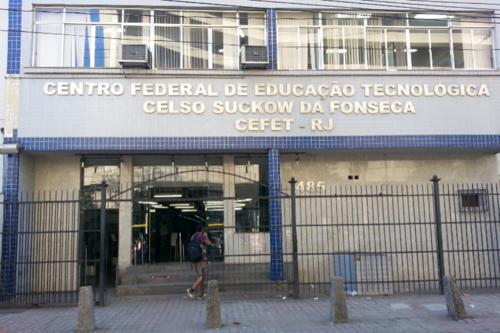 CENTRO FEDERAL DE EDUCAÇÃO TECNOLÓGICA
CELSO SUCKOW DA FONSECA
CEFET - RJ
485